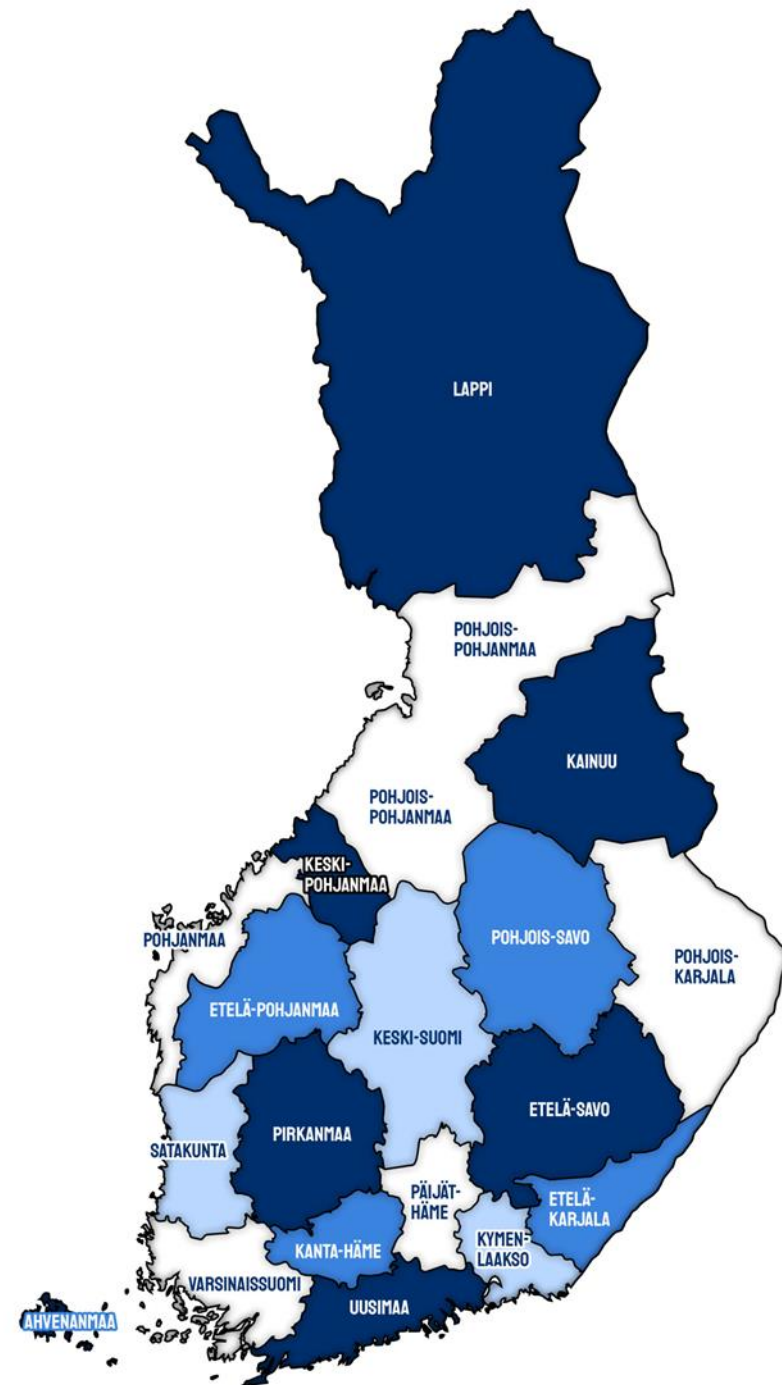 LAPPI
POHJOIS-
POHJANMAA
KAINUU
POHJOIS-
POHJANMAA
KESKI-
POHJANMAA
POHJANMAA
POHJOIS-SAVO
POHJOIS-
KARJALA
ETELÄ-POHJANMAA
KESKI-SUOMI
ETELÄ-SAVO
PIRKANMAA
SATAKUNTA
PÄIJÄT-
HÄME
ETELÄ-
KARJALA
KYMEN-
LAAKSO
KANTA-HÄME
VARSINAISSUOMI
UUSIMAA
AHVENANMAA